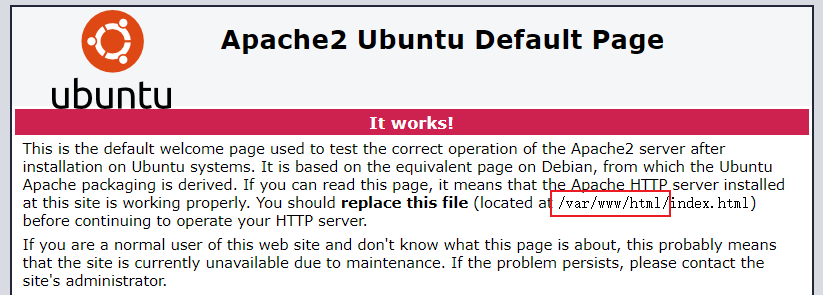 Apache2 Ubuntu Default Page
ubuntu
It works!
This is the default welcome page used to test the correct operation of the Apache2 server after
installation on Ubuntu systems. It is based on the equivalent page on Debian, from which the Ubuntu
Apache packaging is derived. If you can read this page, it means that the Apache HTTP server installed
at this site is working properly. You should replace this file (located at /var/www/html/index.html)
before continuing to operate your HTTP server.
If you are a normal user of this web site and don't know what this page is about, this probably means
that the site is currently unavailable due to maintenance. If the problem persists, please contact the
site's administrator.